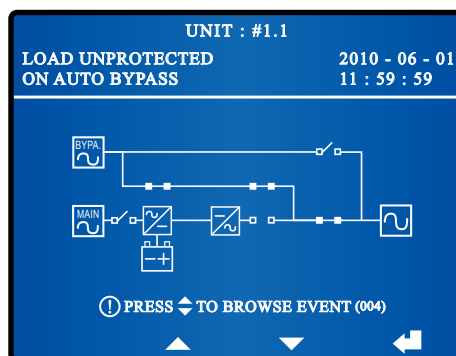 UNIT : #1.1
LOAD UNPROTECTED
2010 - 06 - 01
ON AUTO BYPASS
11 : 59 : 59
BYPA.
MAIN
PRESS TO BROWSE EVENT (004)